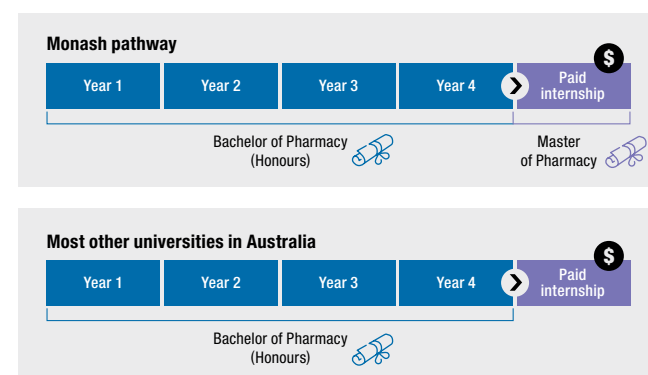 Monash pathway
$
Year 1 Year 2 Year 3 Year 4 Paid
internship
Bachelor of Pharmacy
(Honours)
Master
of Pharmacy
Most other universities in Australia
$
Year 1 Year 2 Year 3 Year 4 Paid
internship
Bachelor of Pharmacy
(Honours)